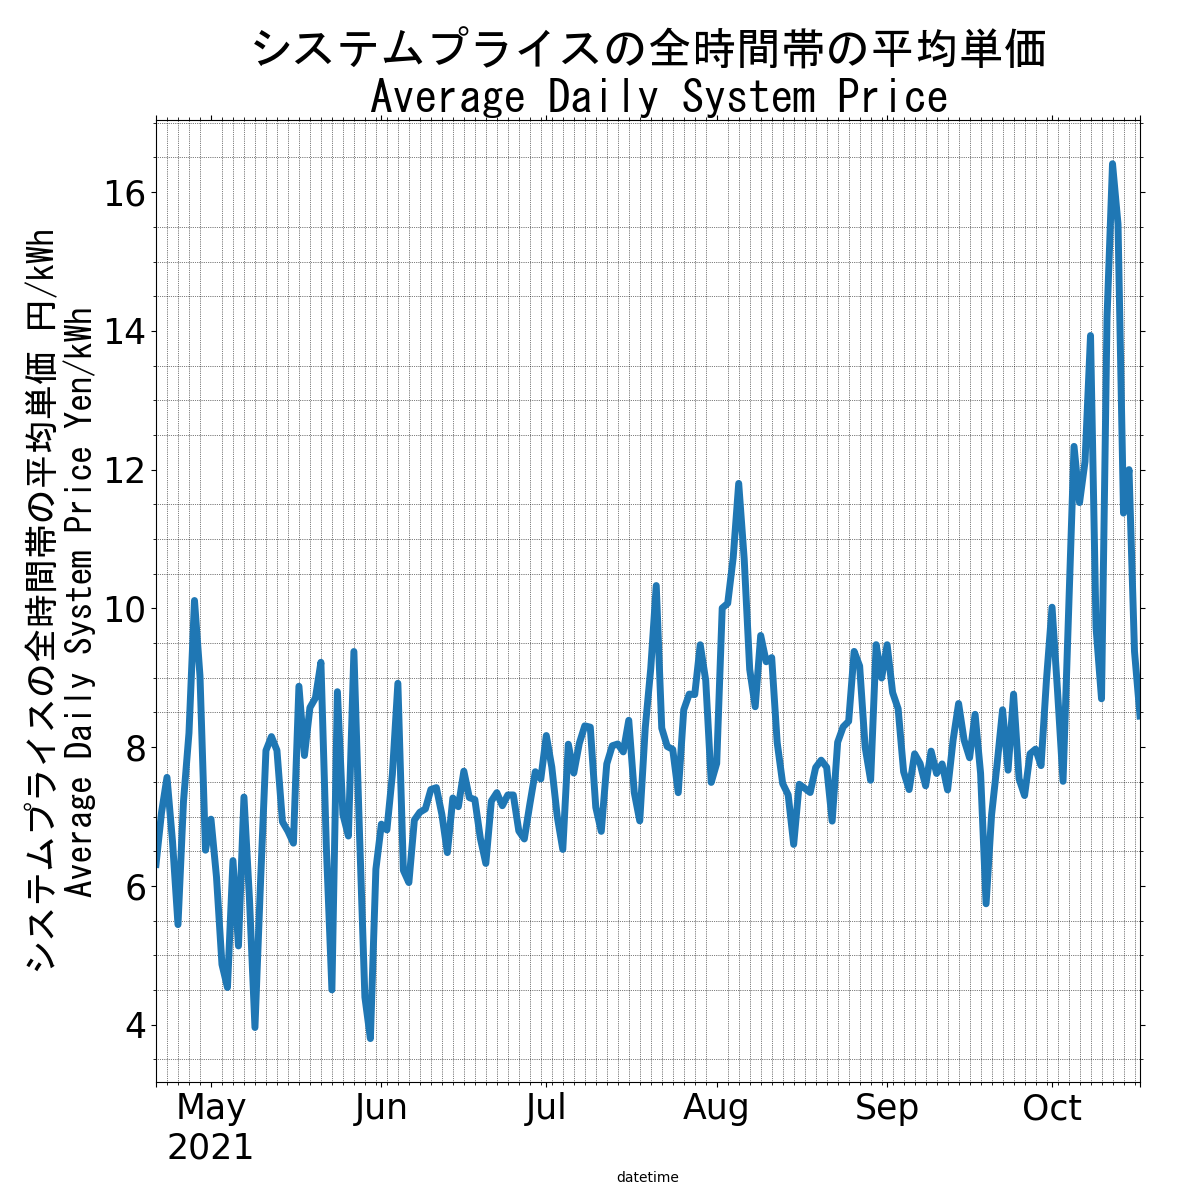 システムプライスの全時間帯の平均単価
Average Daily System Price
システムプライスの全時間帯の平均単価 円/kWh
Average Daily System Price Yen/kWh
16
14
12
10
8
6
4
May
Jun
Jul
Aug
Sep
Oct
2021
datetime